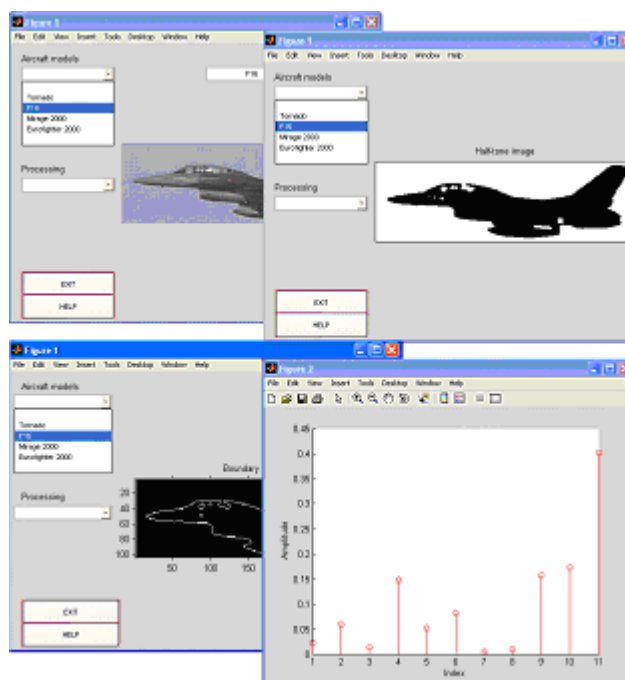 Figure 1
File Edit View Insert Tools Desktop Window Help
Aircraft models
F16
Tornado
F16
Mirage 2000
Eurofighter 2000
Processing
EXIT
HELP
Figure 1
File Edit View Insert Tools Desktop Window Help
Aircraft models
Tornado
F16
Mirage 2000
Eurofighter 2000
Half-tone image
Processing
EXIT
HELP
Figure 1
File Edit View Insert Tools Desktop Window Help
Aircraft models
Tornado
F16
Mirage 2000
Eurofighter 2000
Boundary
Processing
20
40
60
80
100
50 100 150
EXIT
HELP
Figure 2
File Edit View Insert Tools Desktop Window Help
0.45
0.4
0.35
0.3
0.25
0.2
0.15
0.1
0.05
0
Amplitude
1 2 3 4 5 6 7 8 9 10 11
Index